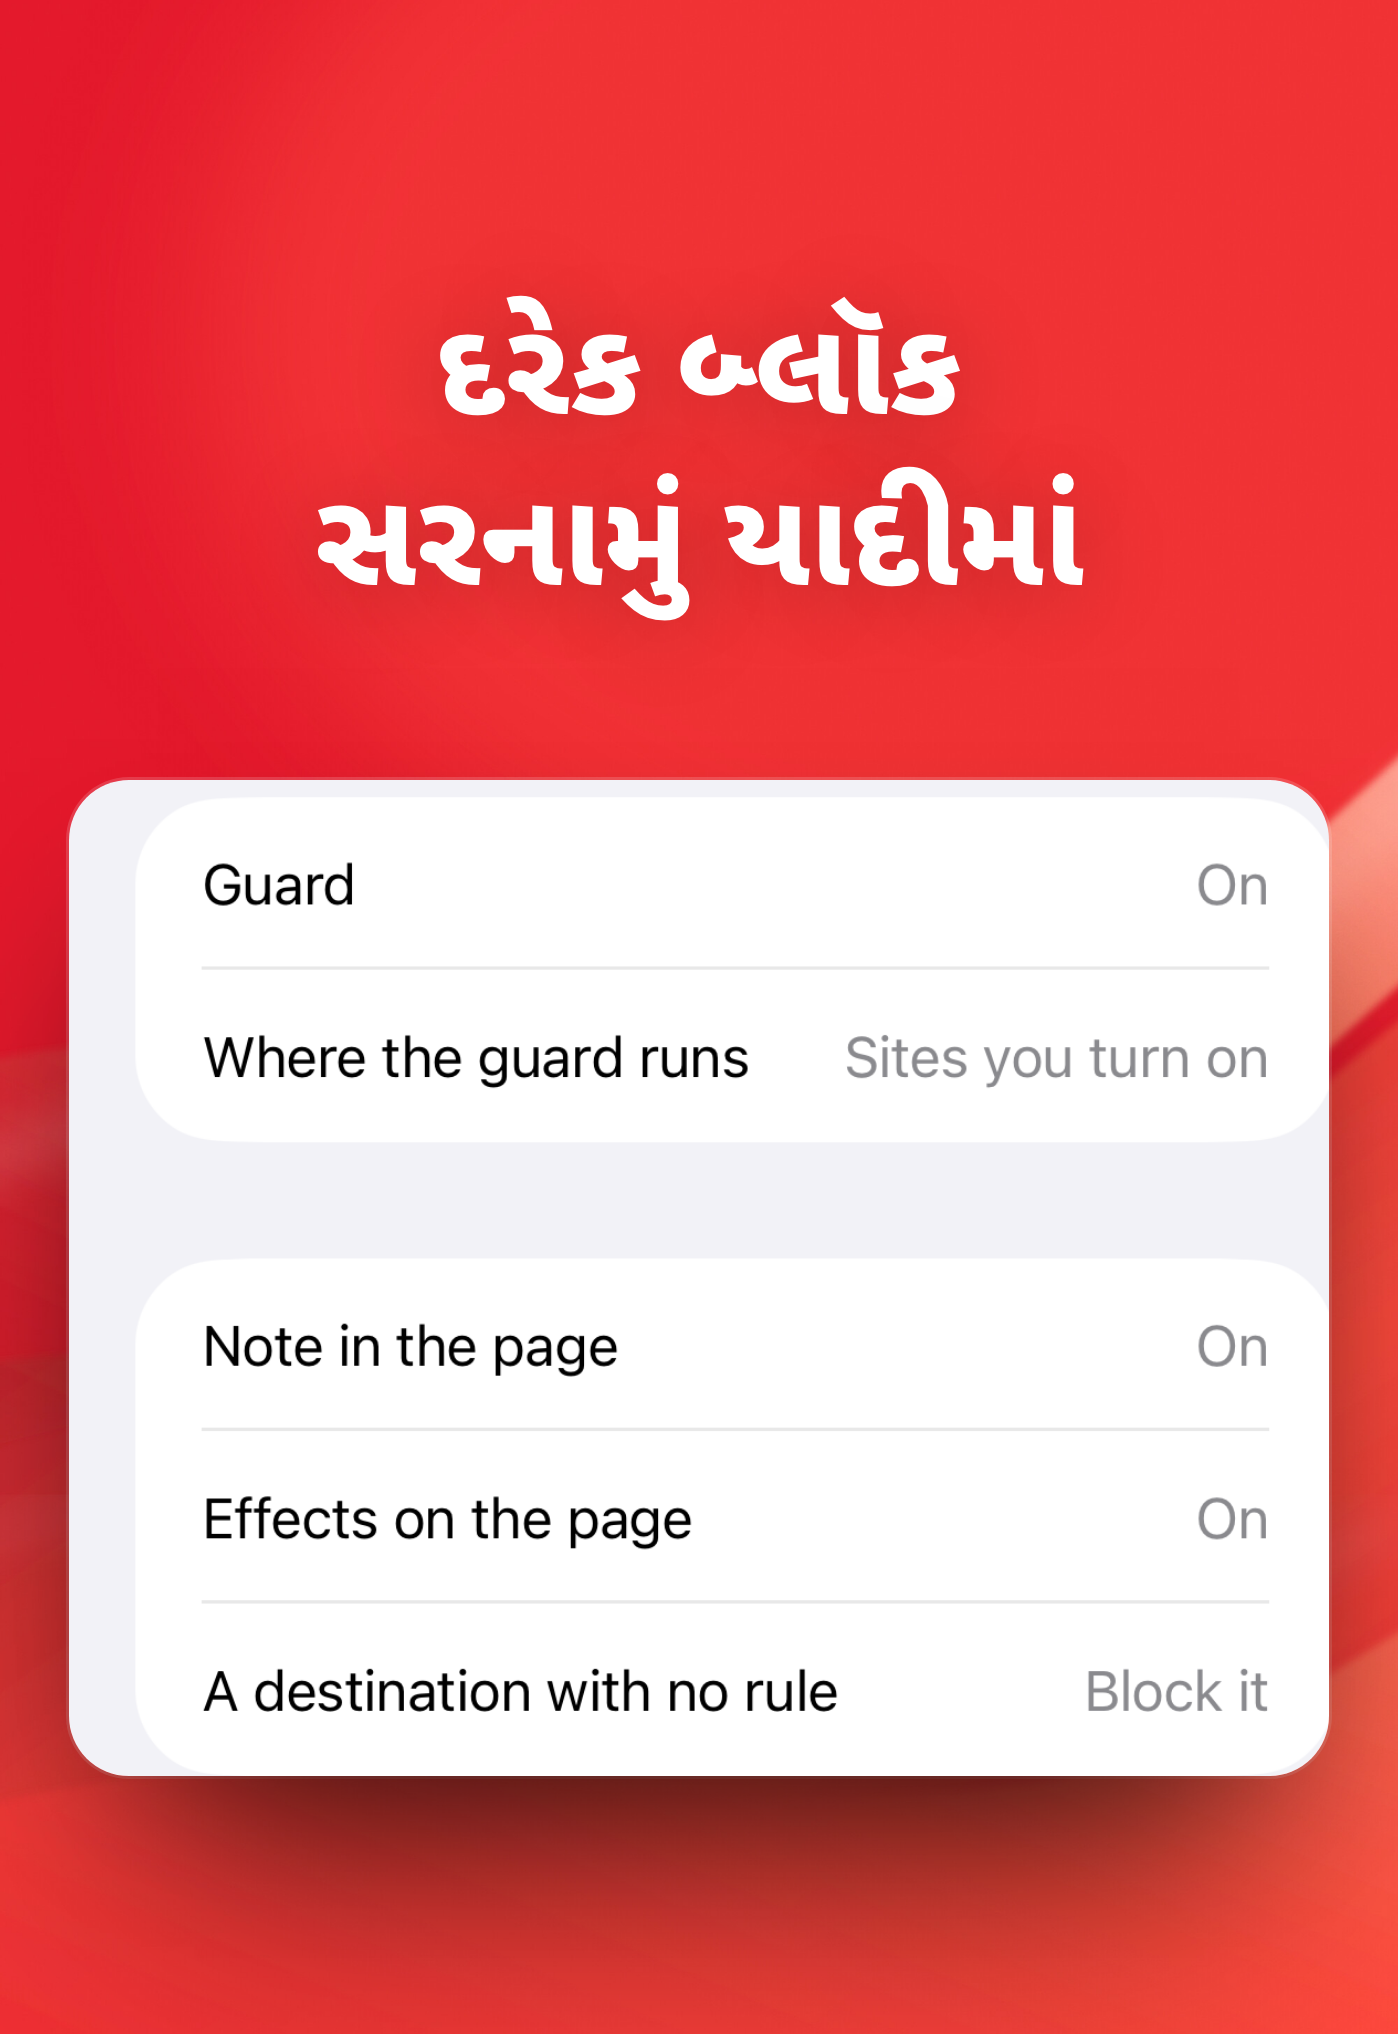 દરેક બ્લૉક
સરનામું યાદીમાં
Guard On
Where the guard runs Sites you turn on
Note in the page On
Effects on the page On
A destination with no rule Block it